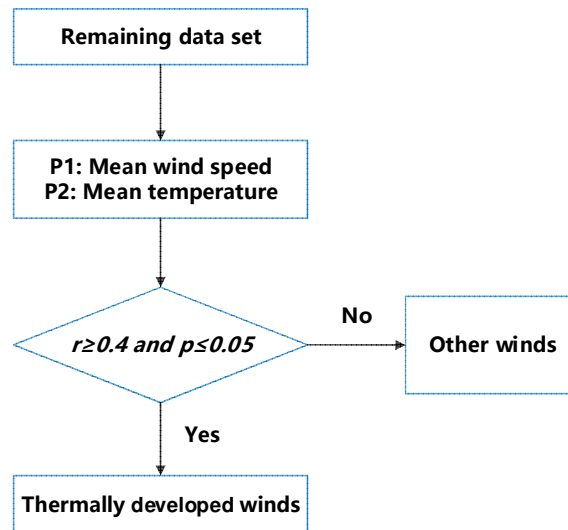 Remaining data set
P1: Mean wind speed
P2: Mean temperature
r≥0.4 and p≤0.05
No
Other winds
Yes
Thermally developed winds